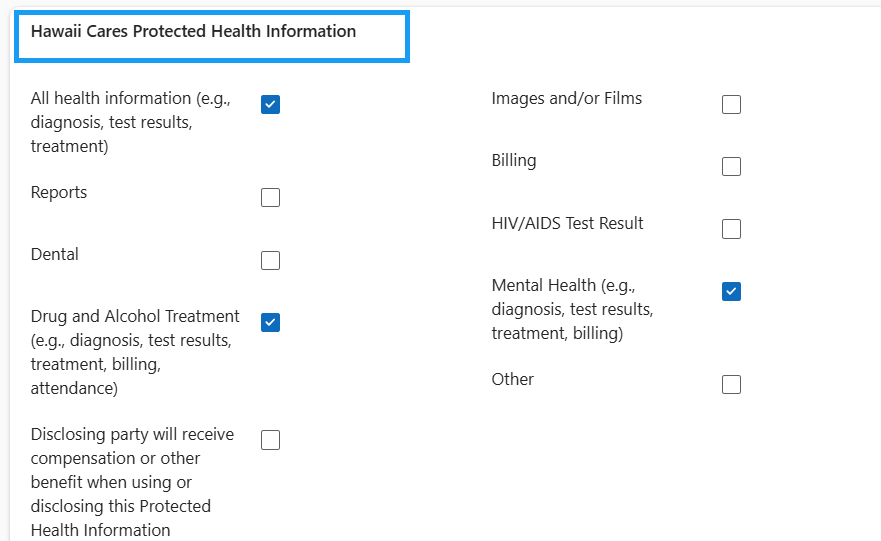 Hawaii Cares Protected Health Information
All health information (e.g.,
diagnosis, test results,
treatment)
Reports
Dental
Drug and Alcohol Treatment
(e.g., diagnosis, test results,
treatment, billing,
attendance)
Disclosing party will receive
compensation or other
benefit when using or
disclosing this Protected
Health Information
Images and/or Films
Billing
HIV/AIDS Test Result
Mental Health (e.g.,
diagnosis, test results,
treatment, billing)
Other